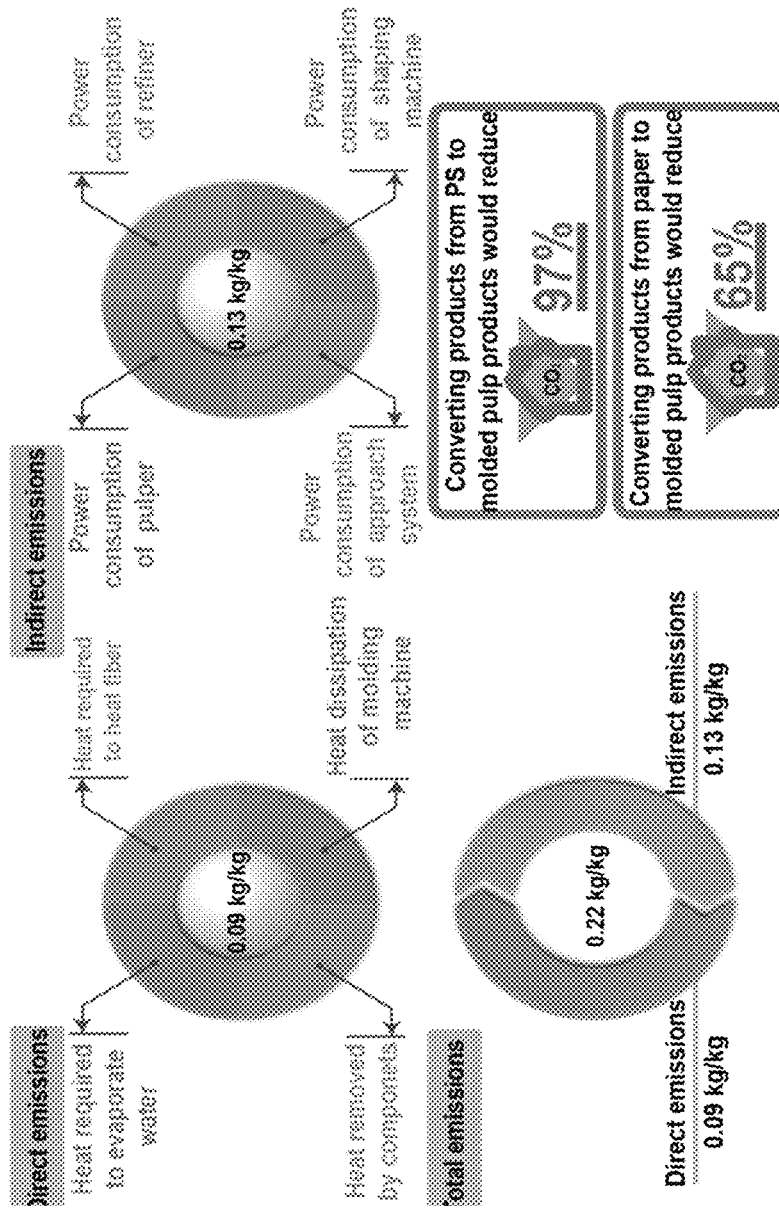 Direct emissions
Heat required
to evaporate
water
Heat required
to heat fiber
0.09 kg/kg
Heat removed
by componets
Heat dissipation
of molding
machine
Indirect emissions
Power
consumption
of pulper
Power
consumption
of refiner
0.13 kg/kg
Power
consumption
of approach
system
Power
consumption
of shaping
machine
Total emissions
0.22 kg/kg
Direct emissions
0.09 kg/kg
Indirect emissions
0.13 kg/kg
Converting products from PS to
molded pulp products would reduce
CO
97%
Converting products from paper to
molded pulp products would reduce
CO
65%